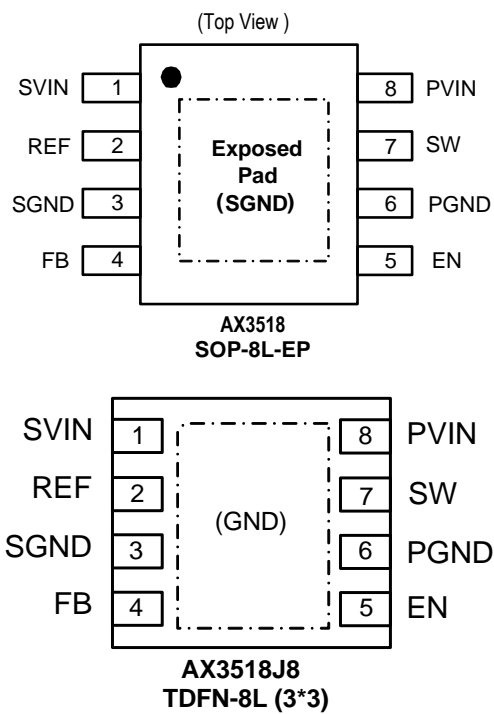 (Top View )
SVIN 1 8 PVIN
REF 2 7 SW
Exposed
Pad
(SGND)
SGND 3 6 PGND
FB 4 5 EN
AX3518
SOP-8L-EP
SVIN 1 8 PVIN
REF 2 7 SW
(GND)
SGND 3 6 PGND
FB 4 5 EN
AX3518J8
TDFN-8L (3*3)